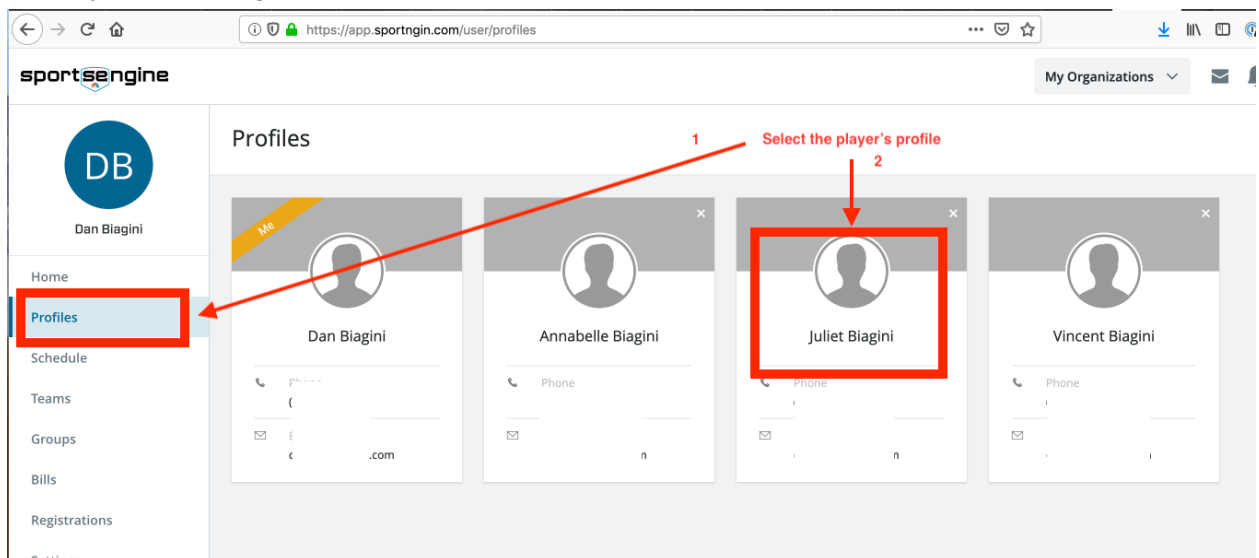 https://app.sportngin.com/user/profiles
sportsengine
My Organizations
DB
Dan Biagini
Home
Profiles
Schedule
Teams
Groups
Bills
Registrations
Profiles
1
Select the player's profile
2
Me
Dan Biagini
Phone
(
.com
Annabelle Biagini
Phone
n
Juliet Biagini
Phone
Vincent Biagini
Phone